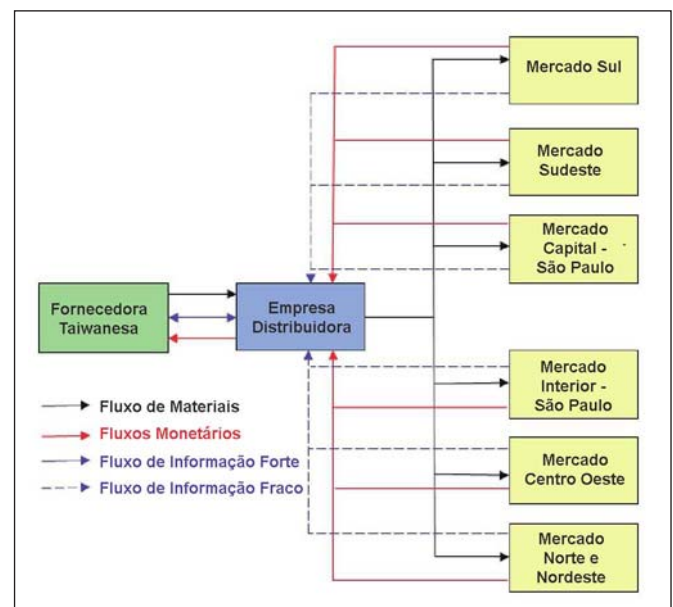 Mercado Sul
Mercado
Sudeste
Mercado
Capital -
São Paulo
Fornecedora
Taiwanesa
Empresa
Distribuidora
Mercado
Interior -
São Paulo
Mercado
Centro Oeste
Mercado
Norte e
Nordeste
Fluxo de Materiais
Fluxos Monetários
Fluxo de Informação Forte
Fluxo de Informação Fraco